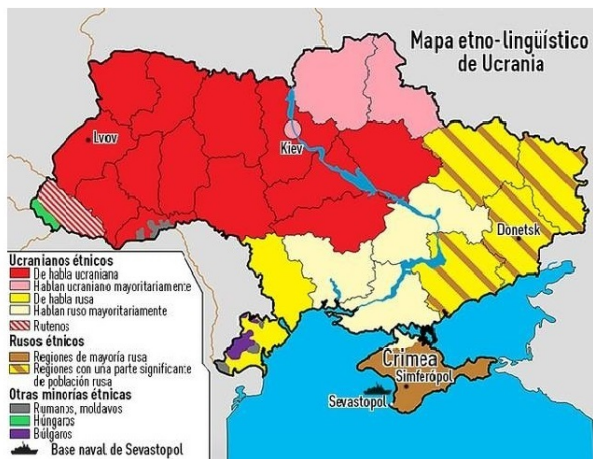 Mapa etno-lingüístico
de Ucrania
Lvov
Kiev
Donetsk
Crimea
Simferópol
Sevastopol
Ucranianos étnicos
De habla ucraniana
Hablan ucraniano mayoritariamente
De habla rusa
Hablan ruso mayoritariamente
Rutenos
Rusos étnicos
Regiones de mayoría rusa
Regiones con una parte significante
de población rusa
Otras minorías étnicas
Rumanos, moldavos
Húngaros
Búlgaros
Base naval de Sevastopol